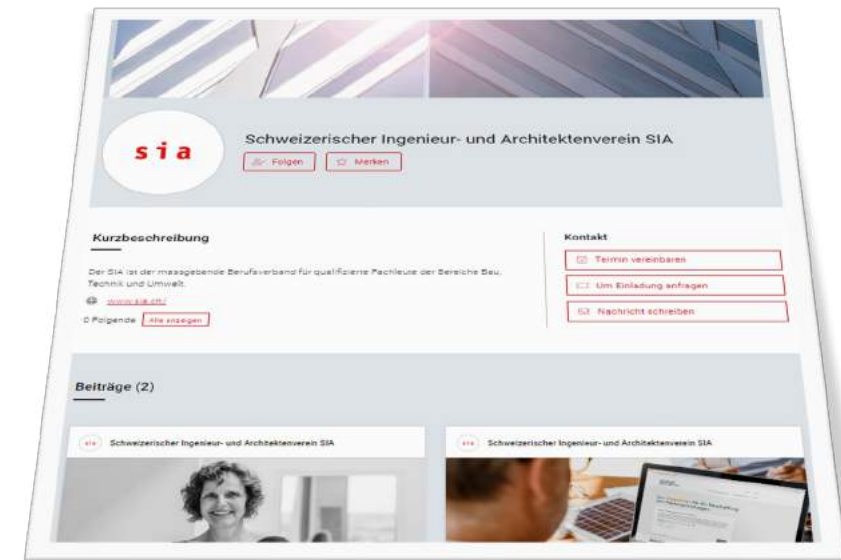 sia
Schweizerischer Ingenieur- und Architektenverein SIA
Folgen
Merken
Kurzbeschreibung
Der SIA ist der massgebende Berufsverband für qualifizierte Fachleute der Bereiche Bau,
Technik und Umwelt.
www.sia.ch/
0 Folgende Alle anzeigen
Kontakt
Termin vereinbaren
Um Einladung anfragen
Nachricht schreiben
Beiträge (2)
sia Schweizerischer Ingenieur- und Architektenverein SIA
sia Schweizerischer Ingenieur- und Architektenverein SIA